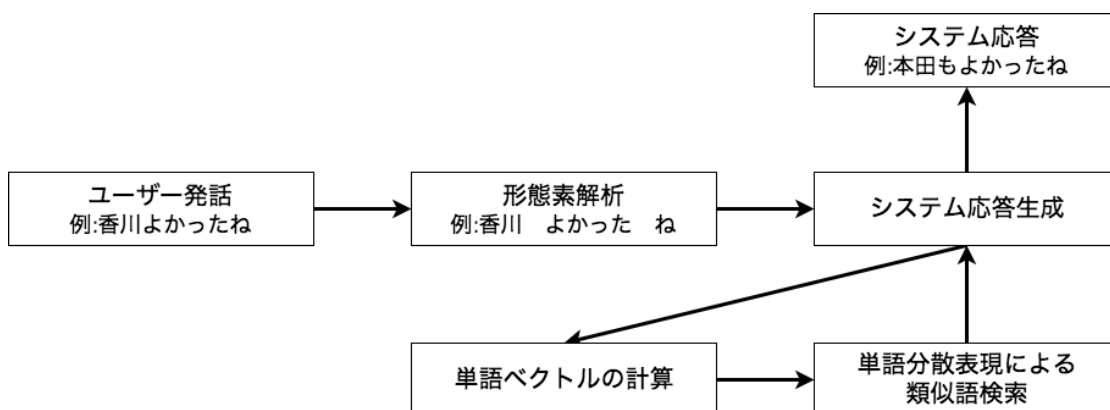 システム応答
例:本田もよかったね
ユーザー発話
例:香川よかったね
形態素解析
例:香川　よかった　ね
システム応答生成
単語ベクトルの計算
単語分散表現による
類似語検索